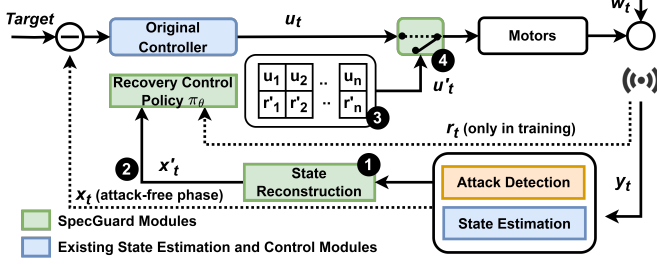 Target
Original
Controller
u_t
Motors
w_t
4
Recovery Control
Policy π_θ
u_1 u_2 .. u_n
r'_1 r'_2 .. r'_n
3
u'_t
r_t (only in training)
2
x'_t
State
Reconstruction
1
Attack Detection
State Estimation
y_t
x_t (attack-free phase)
SpecGuard Modules
Existing State Estimation and Control Modules